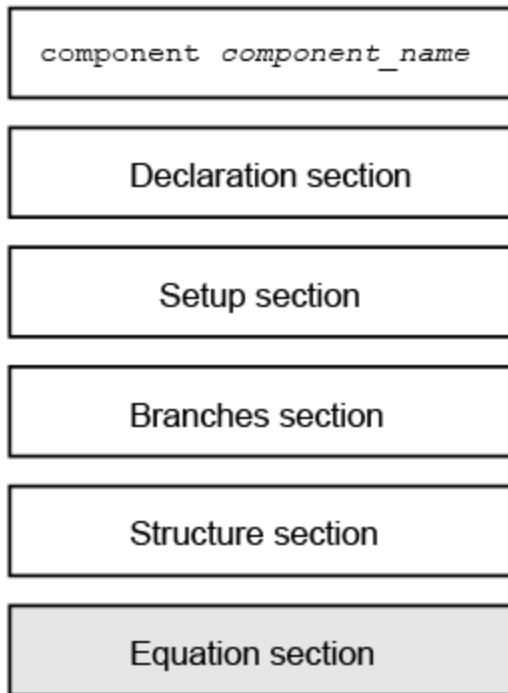 component component_name
Declaration section
Setup section
Branches section
Structure section
Equation section